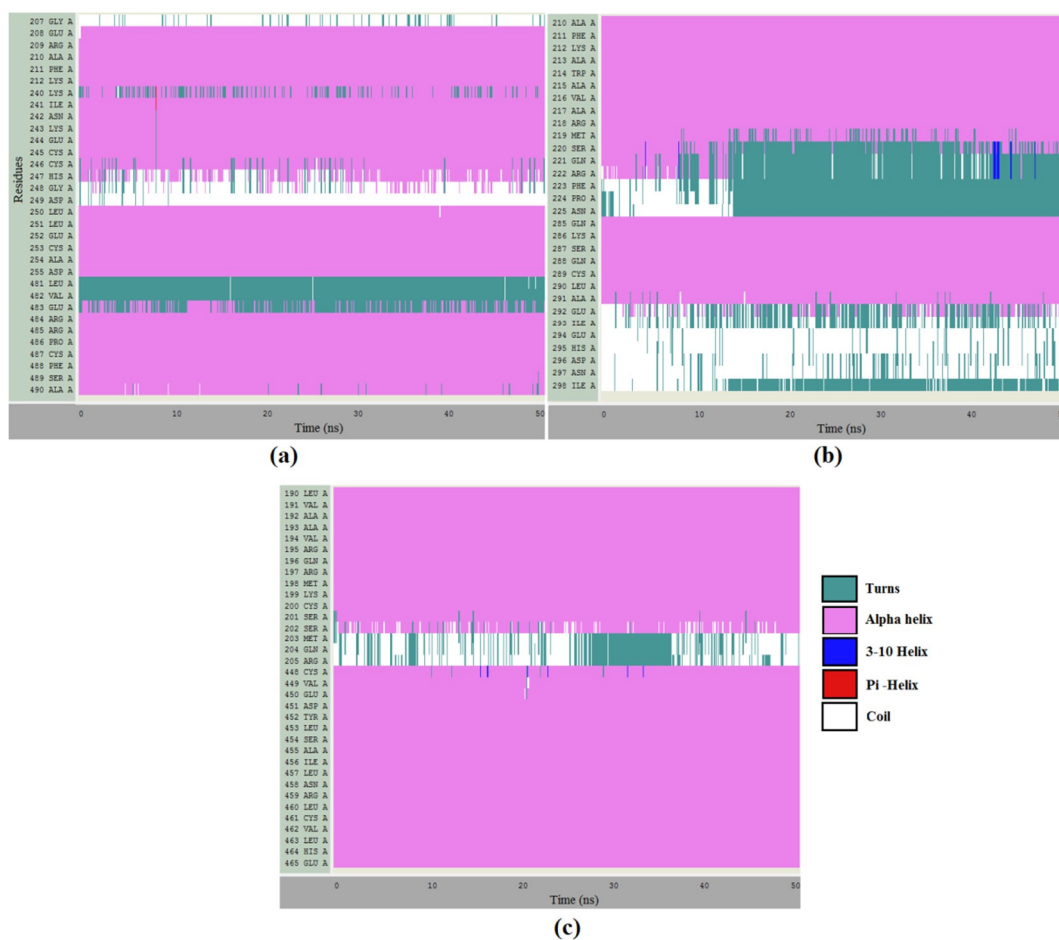 207 GLY A
208 GLU A
209 ARG A
210 ALA A
211 PHE A
212 LYS A
240 LYS A
241 ILE A
242 ASN A
243 LYS A
244 GLU A
245 CYS A
246 CYS A
247 HIS A
248 GLY A
249 ASP A
250 LEU A
251 LEU A
252 GLU A
253 CYS A
254 ALA A
255 ASP A
481 LEU A
482 VAL A
483 GLU A
484 ARG A
485 ARG A
486 PRO A
487 CYS A
488 PHE A
489 SER A
490 ALA A
Residues
0 10 20 30 40 50
Time (ns)
(a)
210 ALA A
211 PHE A
212 LYS A
213 ALA A
214 TRP A
215 ALA A
216 VAL A
217 ALA A
218 ARG A
219 MET A
220 SER A
221 GLN A
222 ARG A
223 PHE A
224 PRO A
225 ASN A
285 GLN A
286 LYS A
287 SER A
288 GLN A
289 CYS A
290 LEU A
291 ALA A
292 GLU A
293 ILE A
294 GLU A
295 HIS A
296 ASP A
297 ASN A
298 ILE A
0 10 20 30 40
Time (ns)
(b)
190 LEU A
191 VAL A
192 ALA A
193 ALA A
194 VAL A
195 ARG A
196 GLN A
197 ARG A
198 MET A
199 LYS A
200 CYS A
201 SER A
202 SER A
203 MET A
204 GLN A
205 ARG A
448 CYS A
449 VAL A
450 GLU A
451 ASP A
452 TYR A
453 LEU A
454 SER A
455 ALA A
456 ILE A
457 LEU A
458 ASN A
459 ARG A
460 LEU A
461 CYS A
462 VAL A
463 LEU A
464 HIS A
465 GLU A
0 10 20 30 40 50
Time (ns)
(c)
Turns
Alpha helix
3-10 Helix
Pi -Helix
Coil